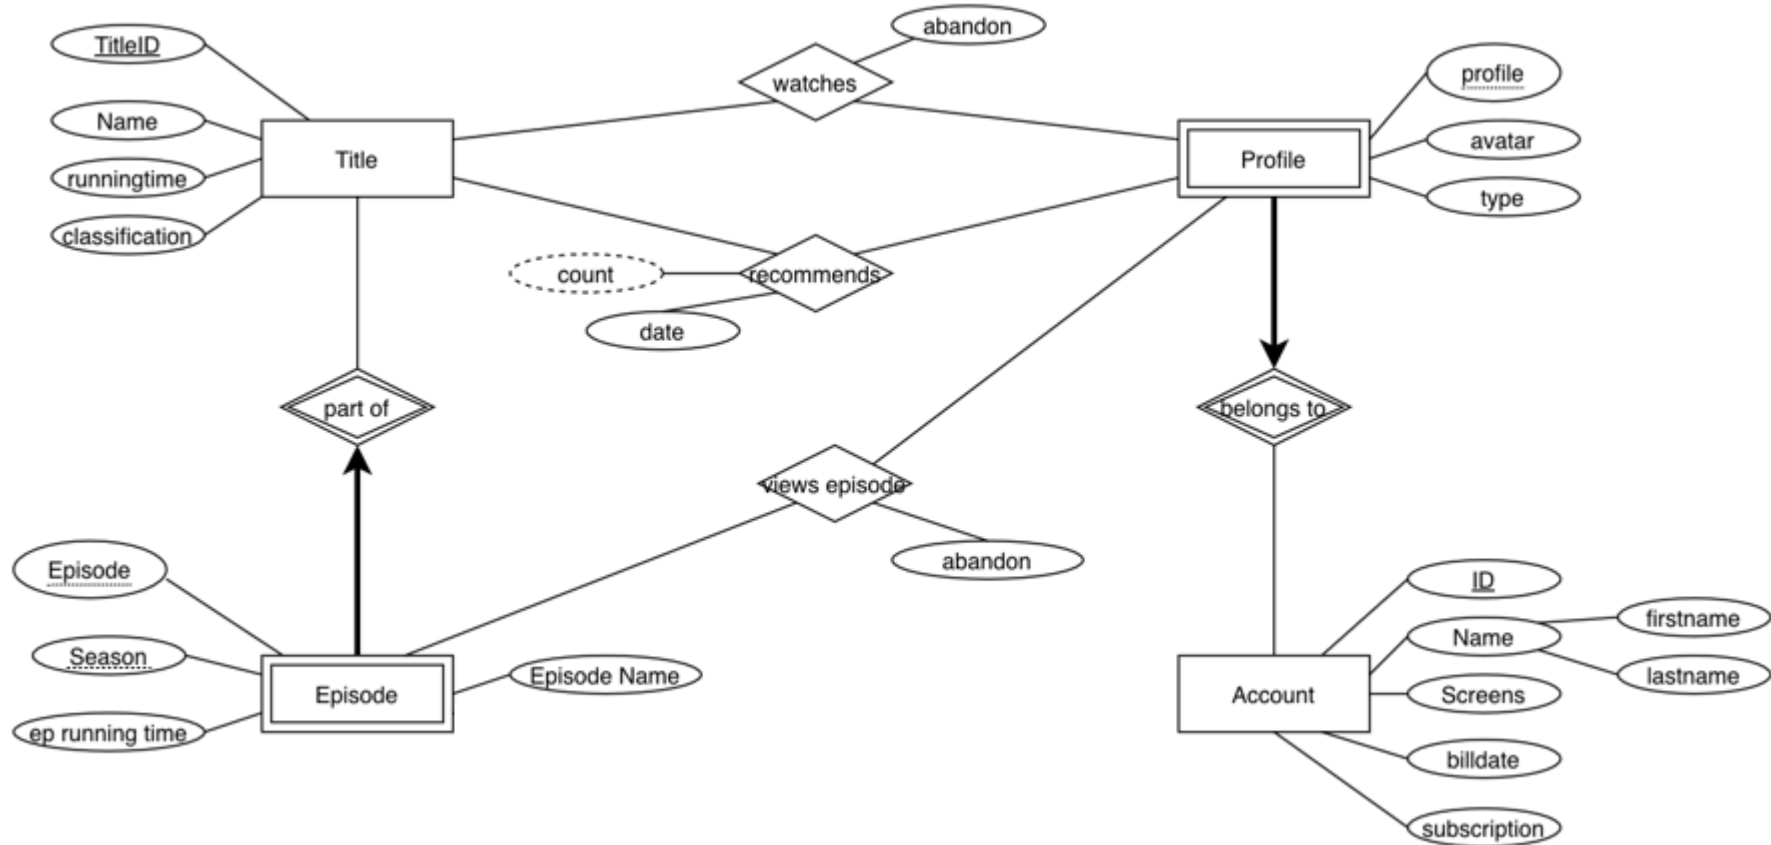 abandon
TitleID
profile
watches
Name
avatar
Title
Profile
runningtime
type
classification
count
recommends
date
part of
belongs to
views episode
abandon
Episode
ID
firstname
Name
Season
Episode Name
lastname
Episode
Account
Screens
ep running time
billdate
subscription